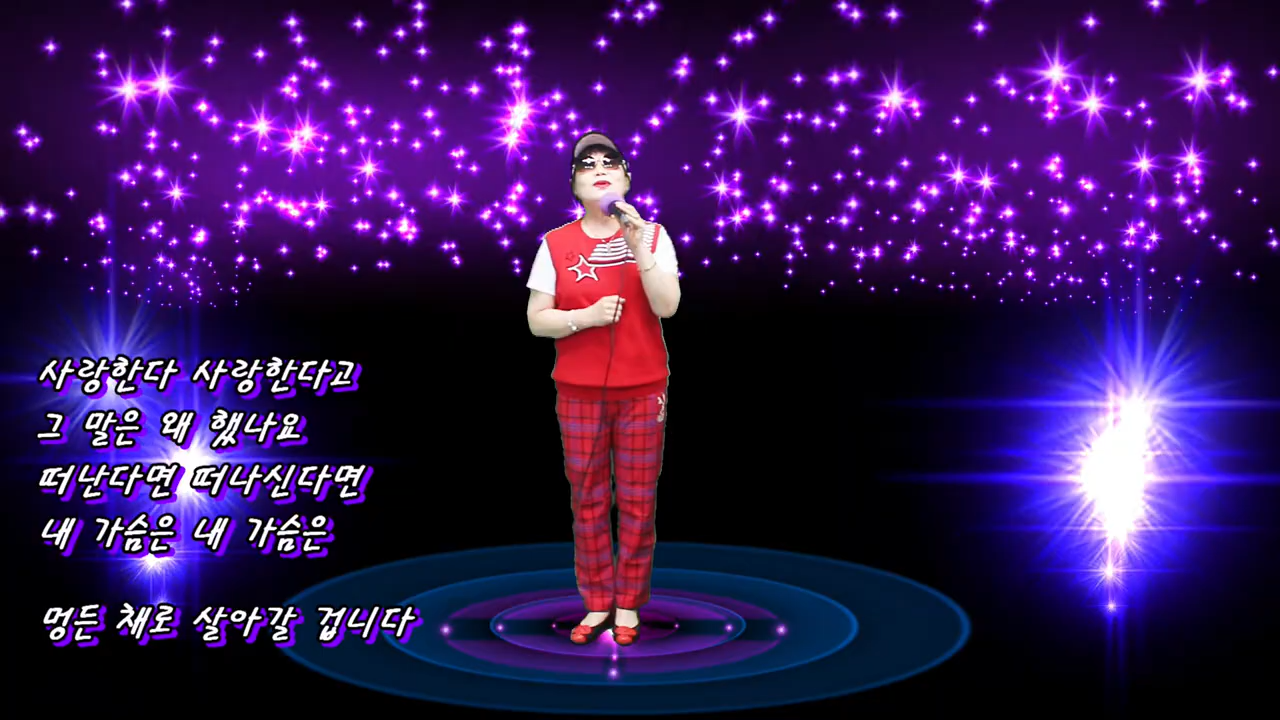 사랑한다 사랑한다고
그 말은 왜 했나요
떠난다면 떠나신다면
내 가슴은 내 가슴은
멍든 채로 살아갈 겁니다